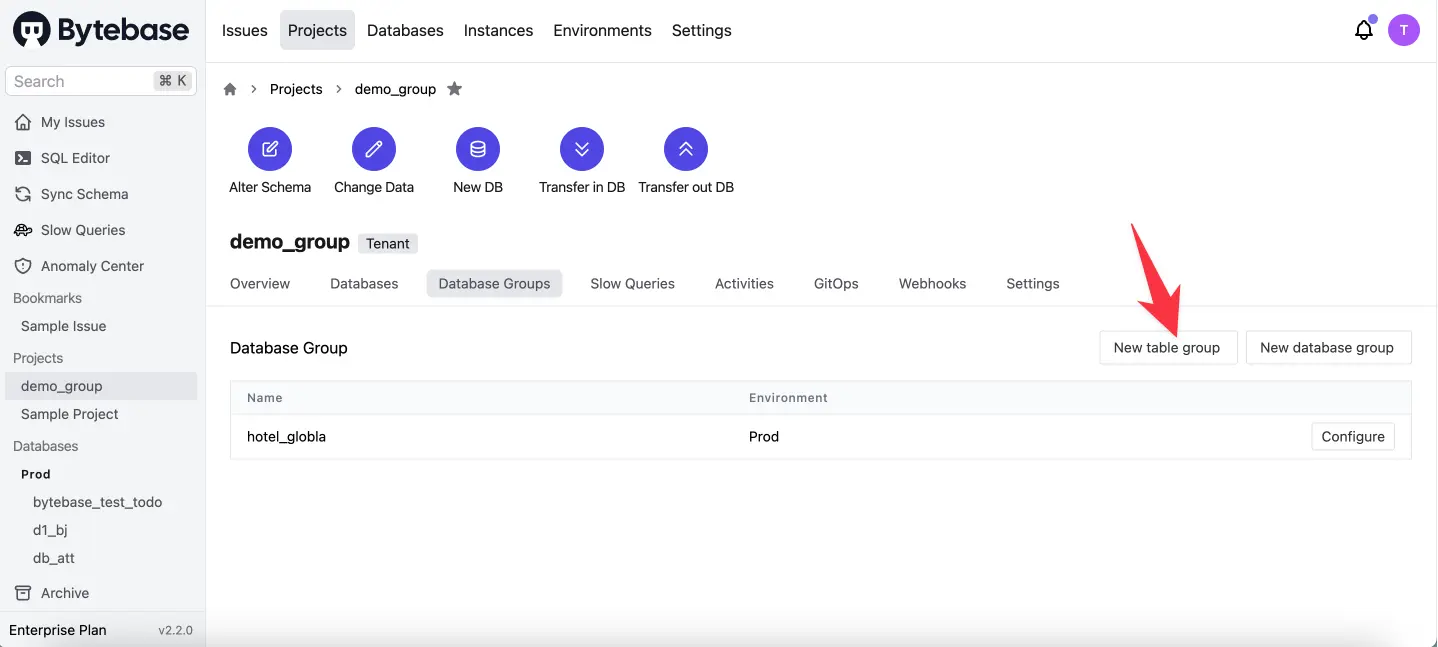 Bytebase
Issues Projects Databases Instances Environments Settings
T
Search ⌘ K
My Issues
SQL Editor
Sync Schema
Slow Queries
Anomaly Center
Bookmarks
Sample Issue
Projects
demo_group
Sample Project
Databases
Prod
bytebase_test_todo
d1_bj
db_att
Archive
Enterprise Plan v2.2.0
Projects > demo_group
Alter Schema Change Data New DB Transfer in DB Transfer out DB
demo_group Tenant
Overview Databases Database Groups Slow Queries Activities GitOps Webhooks Settings
Database Group New table group New database group
Name Environment
hotel_globla Prod Configure